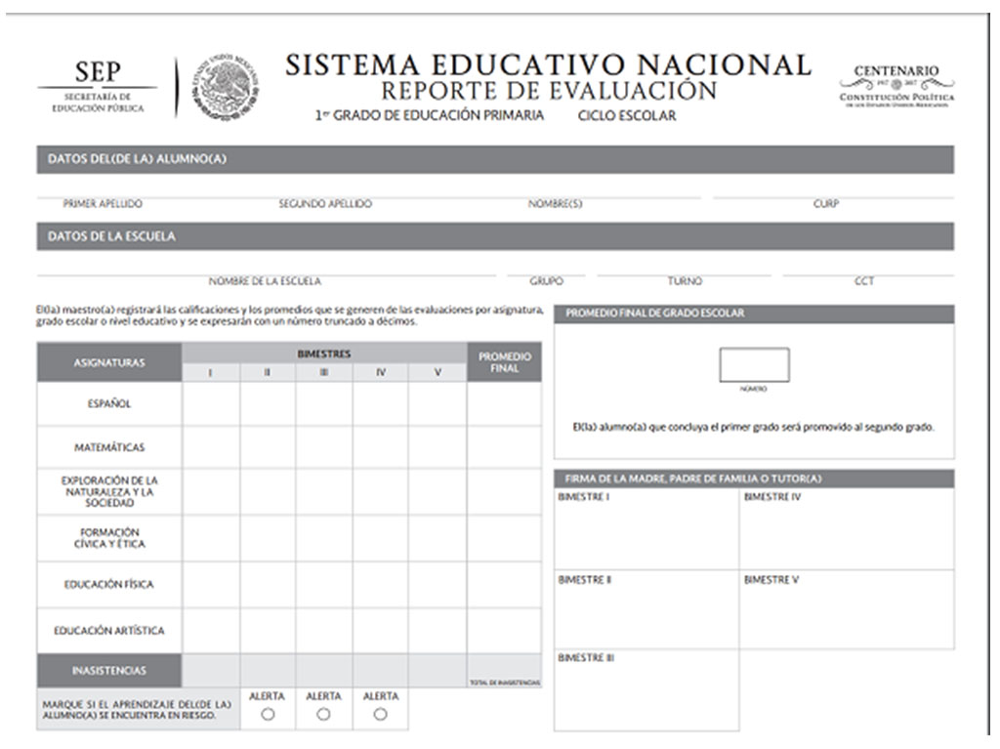 SEP
SECRETARÍA DE
EDUCACIÓN PÚBLICA
ESTADOS UNIDOS MEXICANOS
SISTEMA EDUCATIVO NACIONAL
REPORTE DE EVALUACIÓN
1er GRADO DE EDUCACIÓN PRIMARIA CICLO ESCOLAR
CENTENARIO
1917 2017
CONSTITUCIÓN POLÍTICA
DE LOS ESTADOS UNIDOS MEXICANOS
DATOS DEL(DE LA) ALUMNO(A)
PRIMER APELLIDO SEGUNDO APELLIDO NOMBRE(S) CURP
DATOS DE LA ESCUELA
NOMBRE DE LA ESCUELA GRUPO TURNO CCT
El(la) maestro(a) registrará las calificaciones y los promedios que se generen de las evaluaciones por asignatura,
grado escolar o nivel educativo y se expresarán con un número truncado a décimos.
ASIGNATURAS
BIMESTRES
PROMEDIO
FINAL
I II III IV V
ESPAÑOL
MATEMÁTICAS
EXPLORACIÓN DE LA
NATURALEZA Y LA
SOCIEDAD
FORMACIÓN
CÍVICA Y ÉTICA
EDUCACIÓN FÍSICA
EDUCACIÓN ARTÍSTICA
INASISTENCIAS
TOTAL DE INASISTENCIAS
MARQUE SI EL APRENDIZAJE DEL(DE LA)
ALUMNO(A) SE ENCUENTRA EN RIESGO.
ALERTA ALERTA ALERTA
PROMEDIO FINAL DE GRADO ESCOLAR
NÚMERO
El(la) alumno(a) que concluya el primer grado será promovido al segundo grado.
FIRMA DE LA MADRE, PADRE DE FAMILIA O TUTOR(A)
BIMESTRE I BIMESTRE IV
BIMESTRE II BIMESTRE V
BIMESTRE III